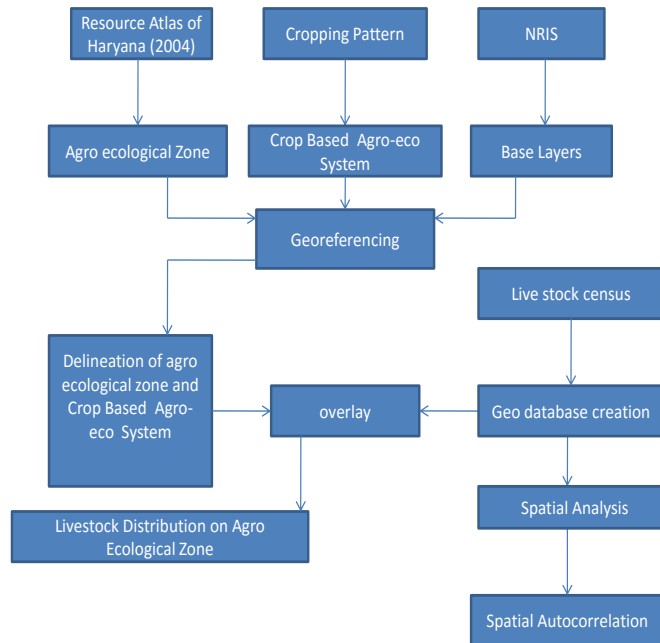 Resource Atlas of
Haryana (2004)
Cropping Pattern
NRIS
Agro ecological Zone
Crop Based Agro-eco
System
Base Layers
Georeferencing
Live stock census
Delineation of agro
ecological zone and
Crop Based Agro-
eco System
overlay
Geo database creation
Livestock Distribution on Agro
Ecological Zone
Spatial Analysis
Spatial Autocorrelation